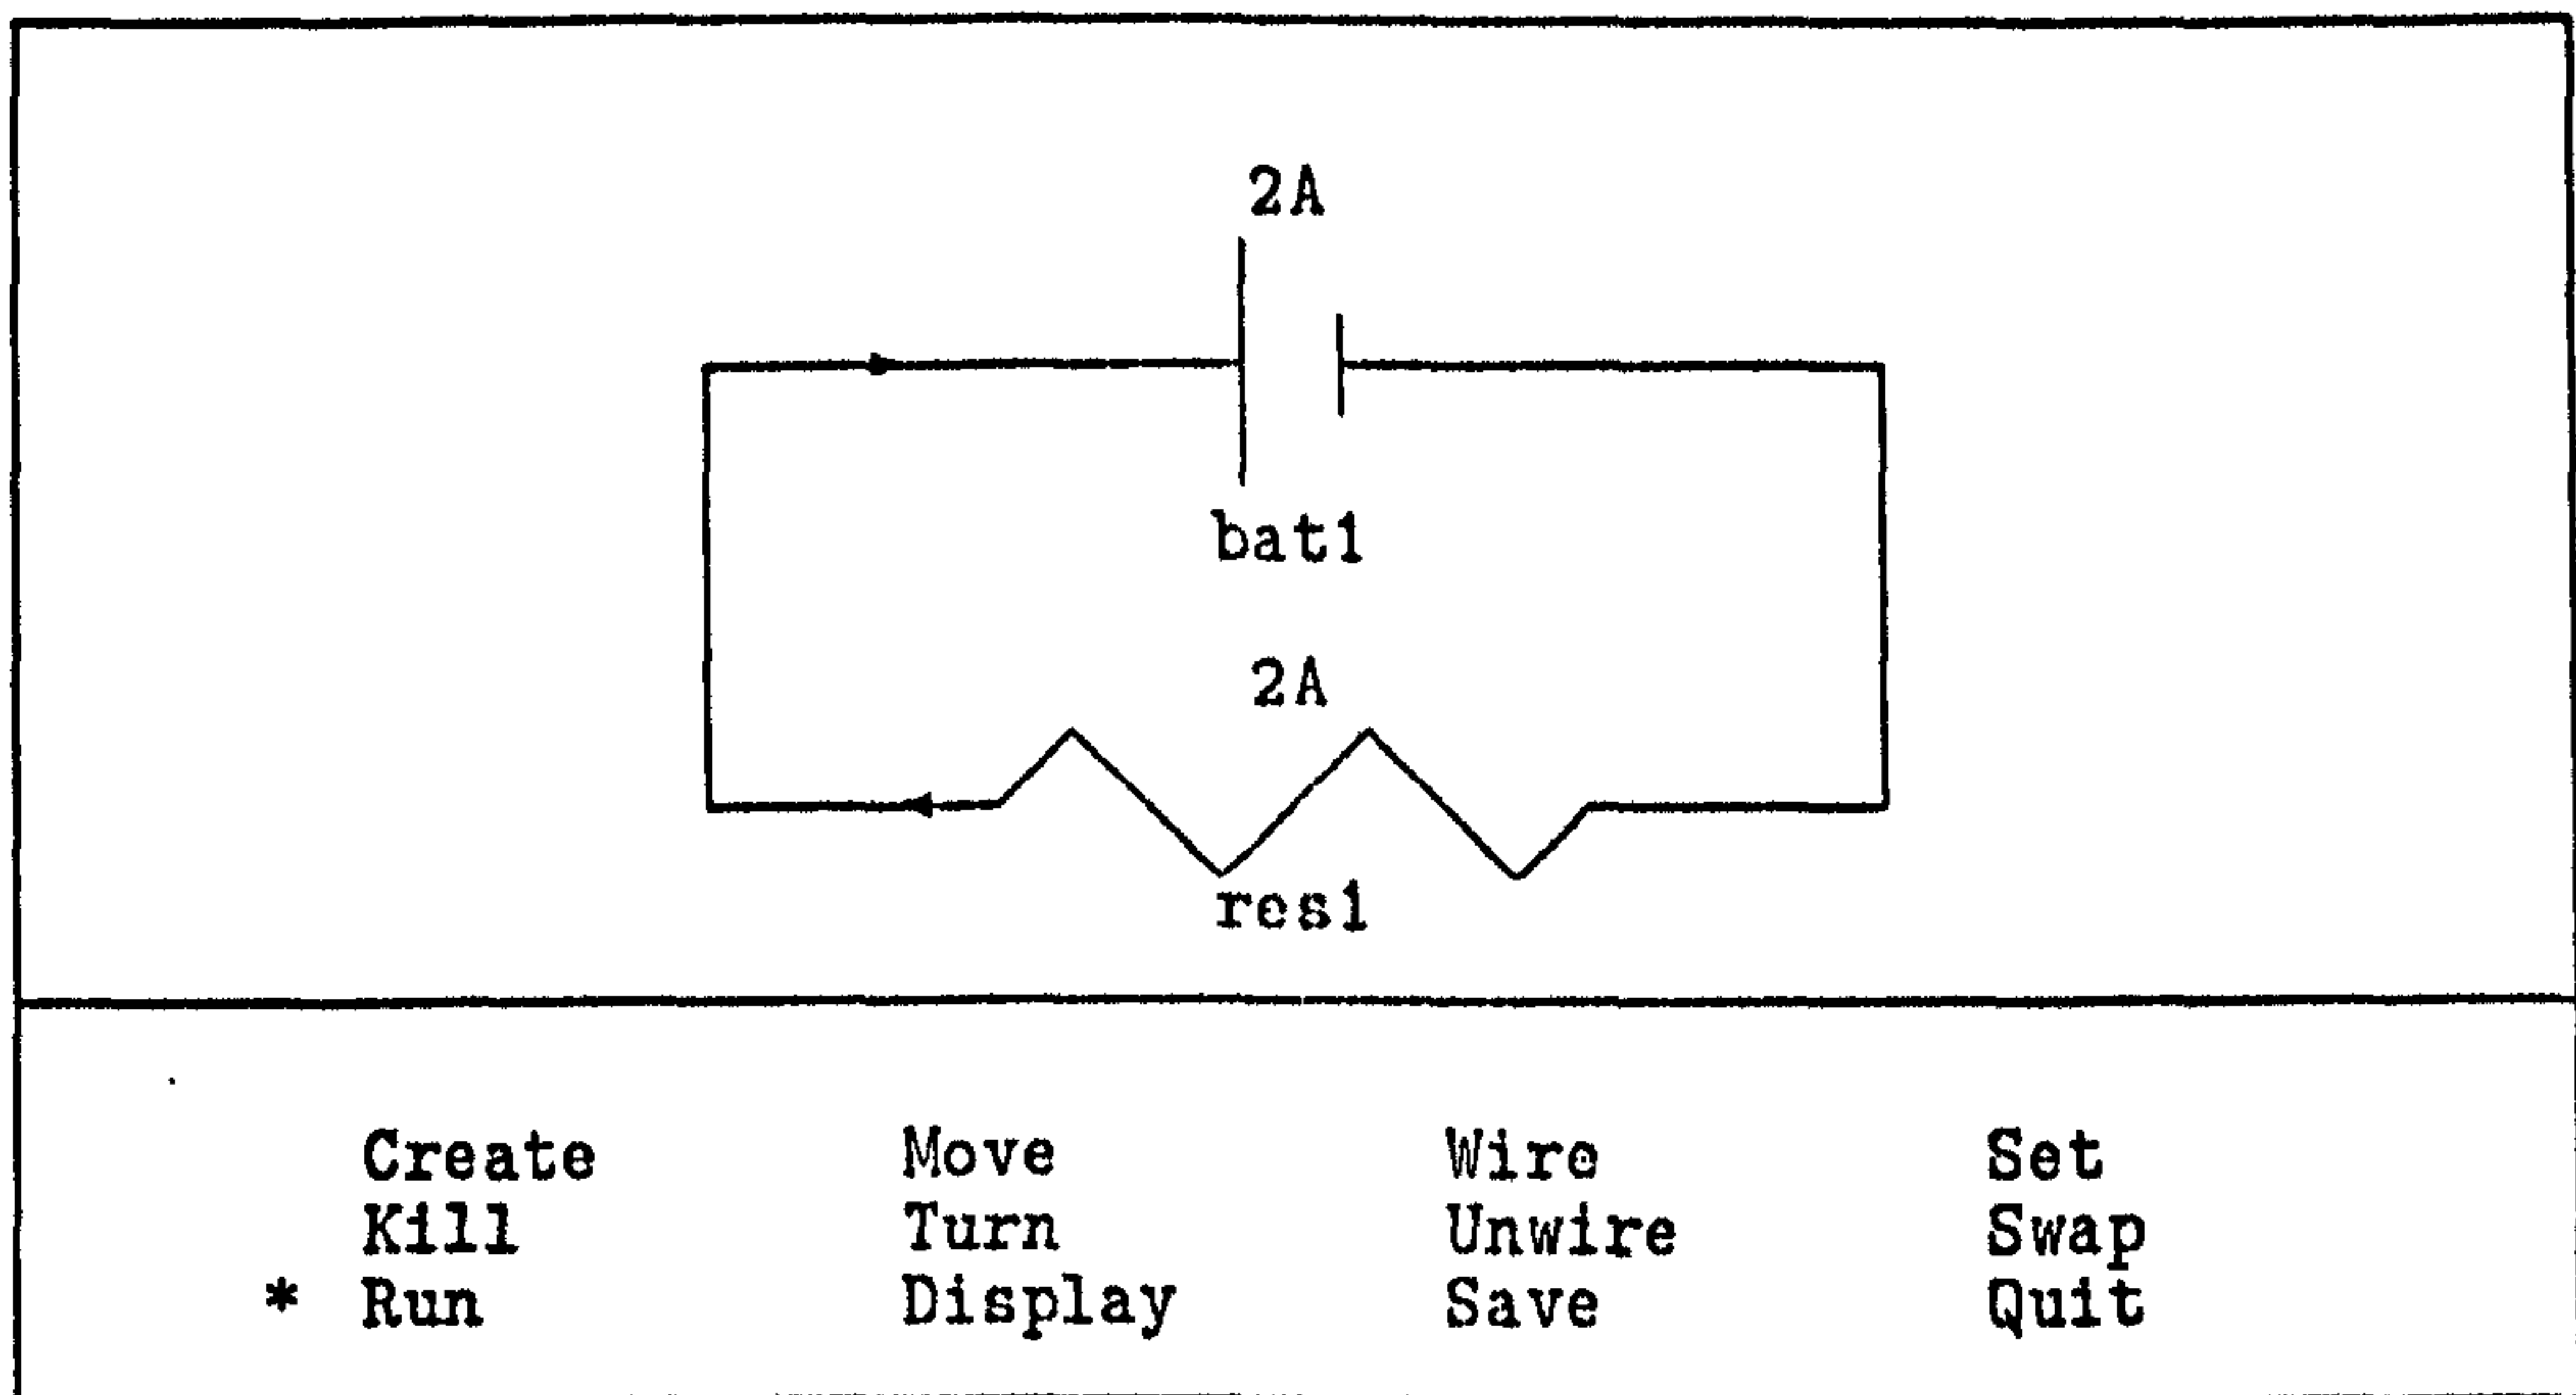 2A
bat1
2A
res1
Create Move Wire Set
Kill Turn Unwire Swap
* Run Display Save Quit